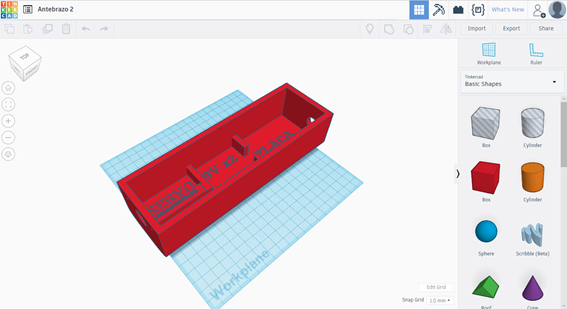 TIN
KER
CAD
Antebrazo 2
What's New
Import
Export
Share
TOP
Workplane
Ruler
Tinkercad
Basic Shapes
Box
Cylinder
Box
Cylinder
Sphere
Scribble (Beta)
Roof
Cone
PLACA
Workplane
Edit Grid
Snap Grid
1.0 mm